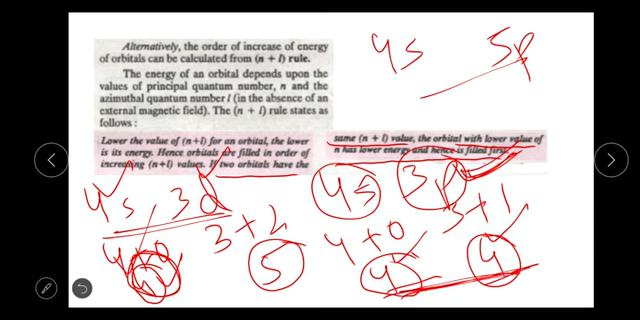 Alternatively, the order of increase of energy
of orbitals can be calculated from (n + l) rule.
The energy of an orbital depends upon the
values of principal quantum number, n and the
azimuthal quantum number l (in the absence of an
external magnetic field). The (n + l) rule states as
follows :
Lower the value of (n+l) for an orbital, the lower
is its energy. Hence orbitals are filled in order of
increasing (n+l) values. If two orbitals have the
same (n + l) value, the orbital with lower value of
n has lower energy and hence is filled first.
4s 5p
4s 3d
4+0 3+2
4 5
4s 3p
4+0 3+1
4 4